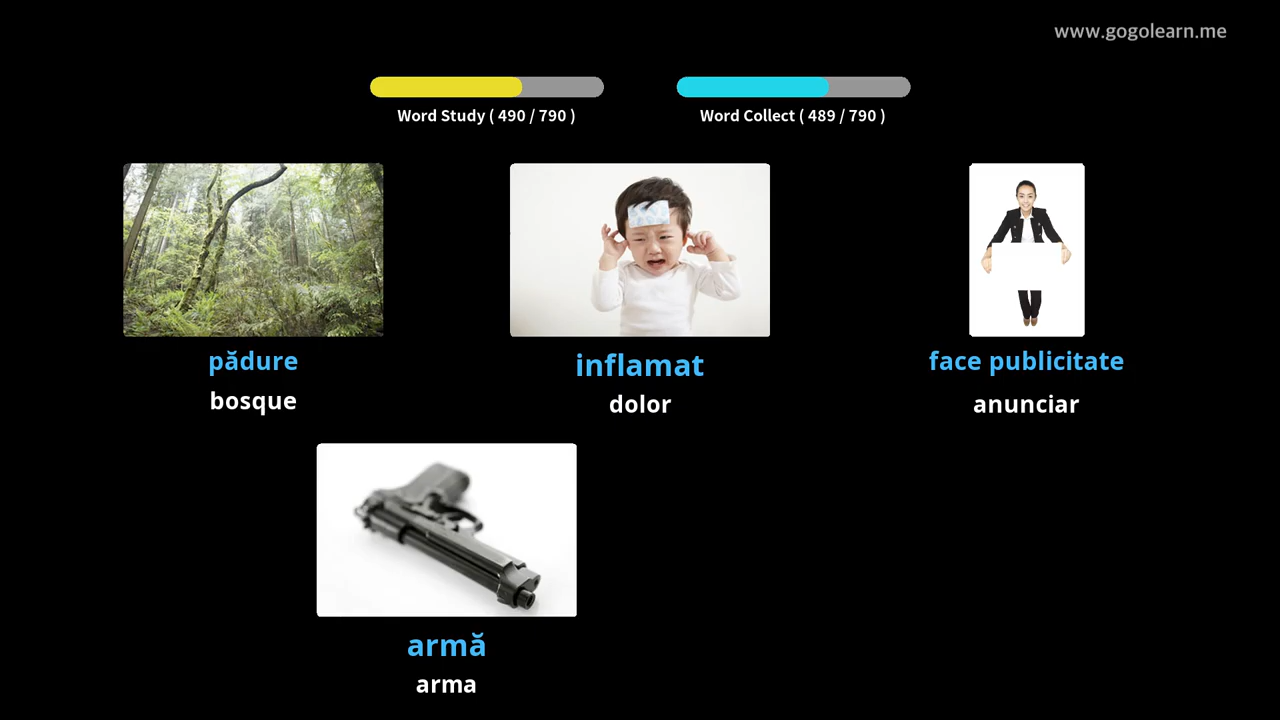 www.gogolearn.me
Word Study ( 490 / 790 )
Word Collect ( 489 / 790 )
pădure
bosque
inflamat
dolor
face publicitate
anunciar
armă
arma